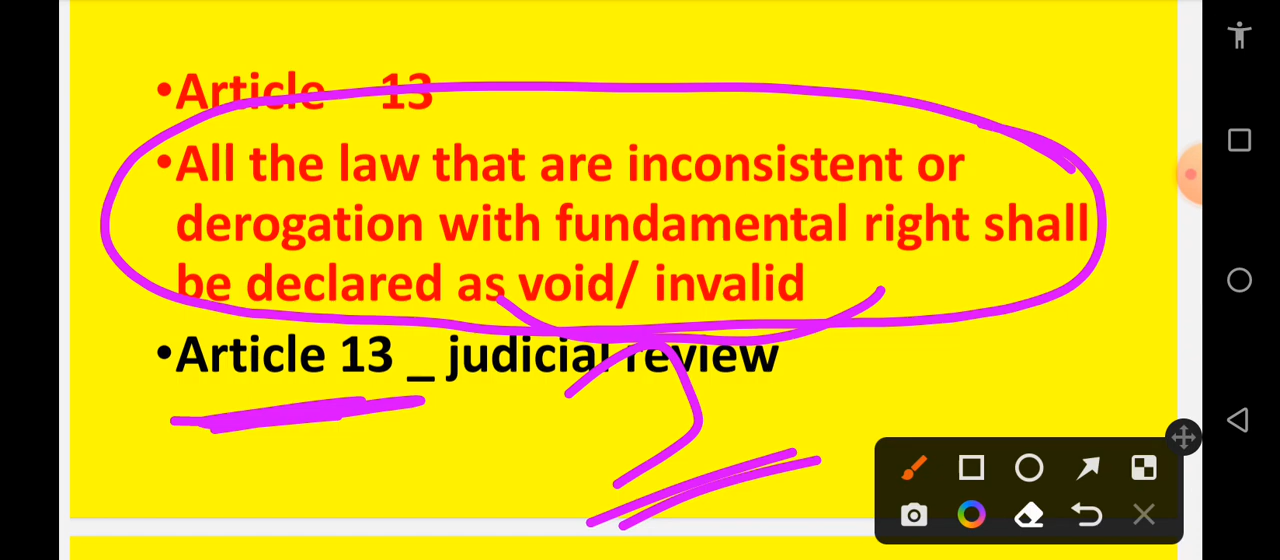 •Article 13
•All the law that are inconsistent or
derogation with fundamental right shall
be declared as void/ invalid
•Article 13 _ judicial review